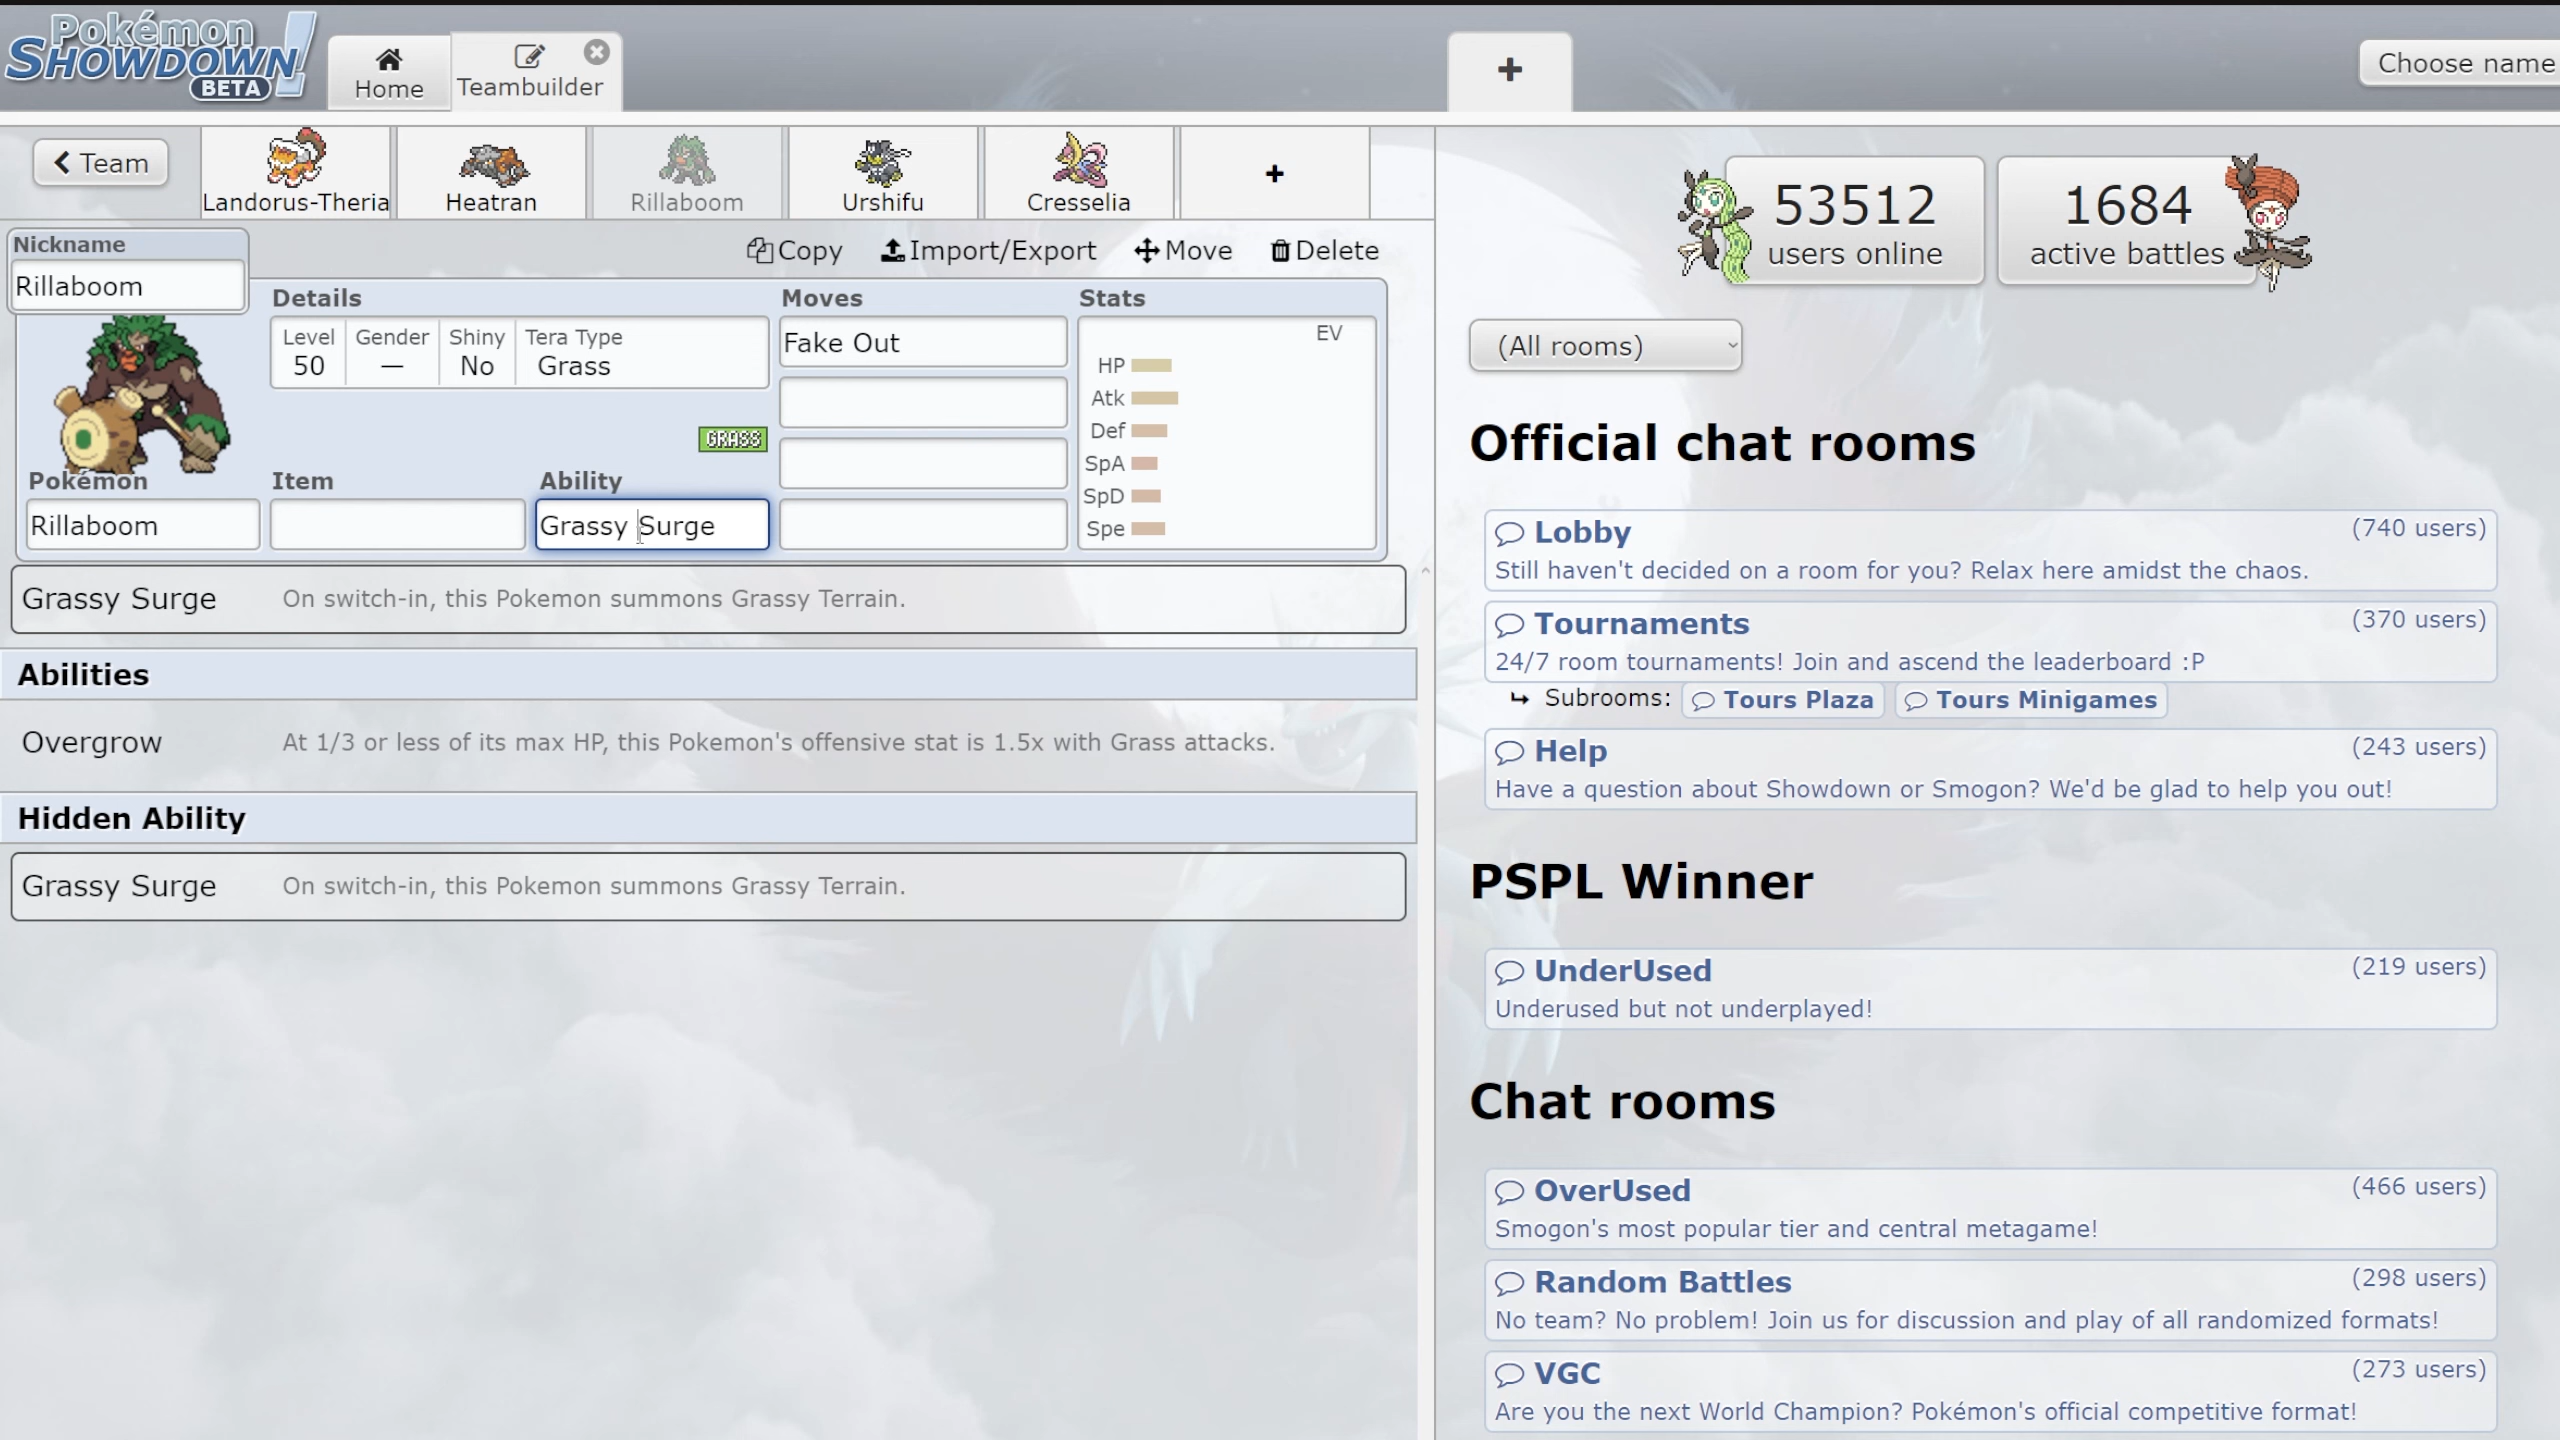 Pokémon
SHOWDOWN!
BETA
Home
Teambuilder
+
Choose name
Team
Landorus-Theria
Heatran
Rillaboom
Urshifu
Cresselia
+
Nickname
Rillaboom
Copy
Import/Export
Move
Delete
Details
Level
50
Gender
—
Shiny
No
Tera Type
Grass
GRASS
Pokémon
Rillaboom
Item
Ability
Grassy Surge
Moves
Fake Out
Stats
EV
HP
Atk
Def
SpA
SpD
Spe
Grassy Surge On switch-in, this Pokemon summons Grassy Terrain.
Abilities
Overgrow At 1/3 or less of its max HP, this Pokemon's offensive stat is 1.5x with Grass attacks.
Hidden Ability
Grassy Surge On switch-in, this Pokemon summons Grassy Terrain.
53512
users online
1684
active battles
(All rooms)
Official chat rooms
Lobby (740 users)
Still haven't decided on a room for you? Relax here amidst the chaos.
Tournaments (370 users)
24/7 room tournaments! Join and ascend the leaderboard :P
Subrooms: Tours Plaza Tours Minigames
Help (243 users)
Have a question about Showdown or Smogon? We'd be glad to help you out!
PSPL Winner
UnderUsed (219 users)
Underused but not underplayed!
Chat rooms
OverUsed (466 users)
Smogon's most popular tier and central metagame!
Random Battles (298 users)
No team? No problem! Join us for discussion and play of all randomized formats!
VGC (273 users)
Are you the next World Champion? Pokémon's official competitive format!